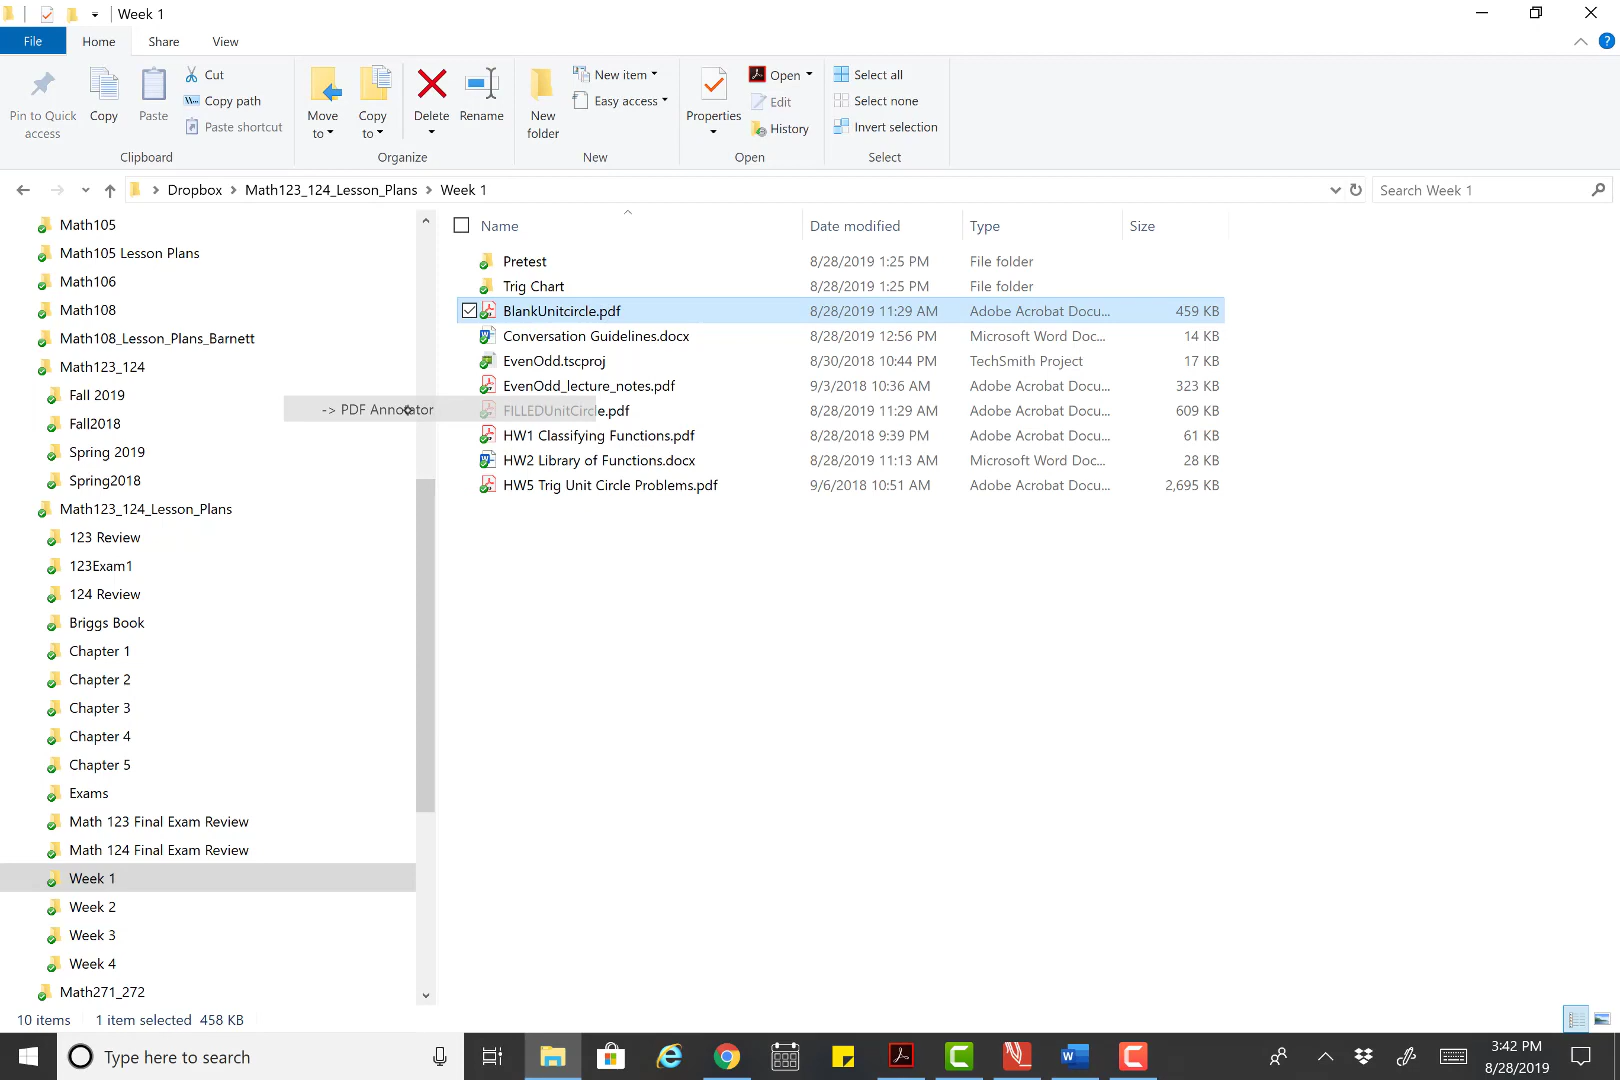 Week 1
File
Home
Share
View
Pin to Quick access
Copy
Paste
Cut
Copy path
Paste shortcut
Clipboard
Move to
Copy to
Delete
Rename
Organize
New folder
New item
Easy access
New
Properties
Open
Edit
History
Open
Select all
Select none
Invert selection
Select
Dropbox
Math123_124_Lesson_Plans
Week 1
Search Week 1
Math105
Math105 Lesson Plans
Math106
Math108
Math108_Lesson_Plans_Barnett
Math123_124
Fall 2019
Fall2018
Spring 2019
Spring2018
Math123_124_Lesson_Plans
123 Review
123Exam1
124 Review
Briggs Book
Chapter 1
Chapter 2
Chapter 3
Chapter 4
Chapter 5
Exams
Math 123 Final Exam Review
Math 124 Final Exam Review
Week 1
Week 2
Week 3
Week 4
Math271_272
-> PDF Annotator
Name Date modified Type Size
Pretest 8/28/2019 1:25 PM File folder
Trig Chart 8/28/2019 1:25 PM File folder
BlankUnitcircle.pdf 8/28/2019 11:29 AM Adobe Acrobat Docu... 459 KB
Conversation Guidelines.docx 8/28/2019 12:56 PM Microsoft Word Doc... 14 KB
EvenOdd.tscproj 8/30/2018 10:44 PM TechSmith Project 17 KB
EvenOdd_lecture_notes.pdf 9/3/2018 10:36 AM Adobe Acrobat Docu... 323 KB
FILLEDUnitCircle.pdf 8/28/2019 11:29 AM Adobe Acrobat Docu... 609 KB
HW1 Classifying Functions.pdf 8/28/2018 9:39 PM Adobe Acrobat Docu... 61 KB
HW2 Library of Functions.docx 8/28/2019 11:13 AM Microsoft Word Doc... 28 KB
HW5 Trig Unit Circle Problems.pdf 9/6/2018 10:51 AM Adobe Acrobat Docu... 2,695 KB
10 items 1 item selected 458 KB
Type here to search
3:42 PM
8/28/2019